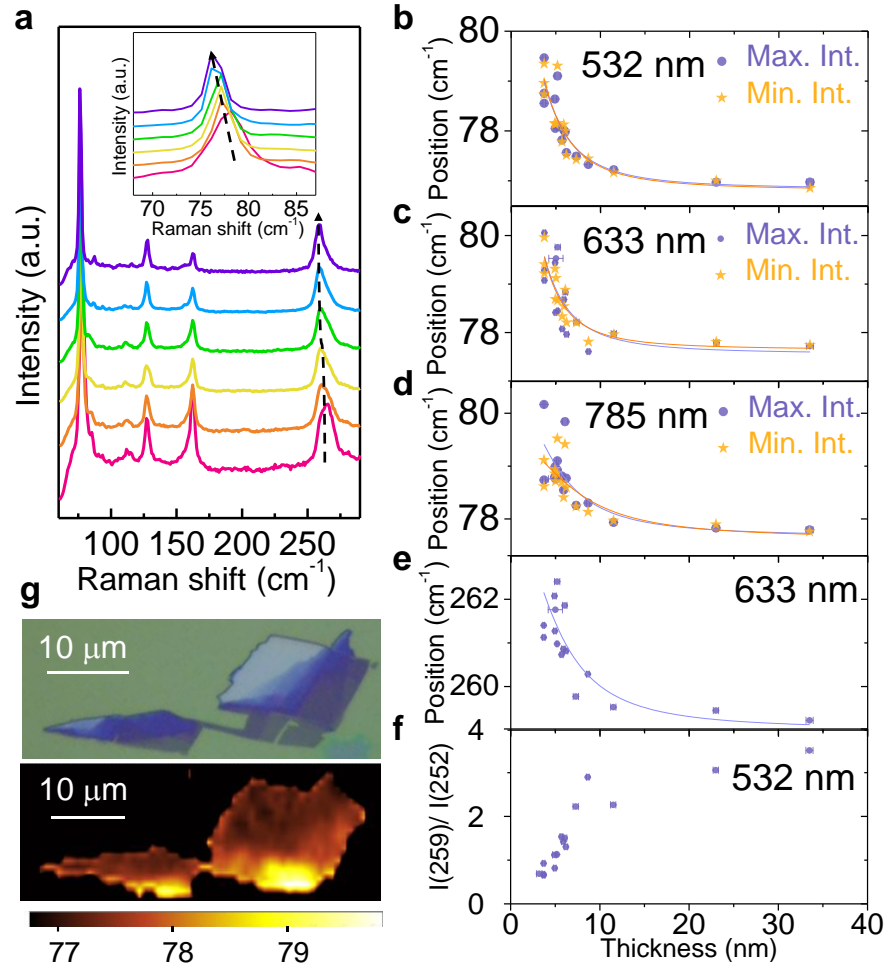 a
Intensity (a.u.)
Intensity (a.u.)
70 75 80 85
Raman shift (cm-1)
100 150 200 250
Raman shift (cm-1)
b
80
78
Position (cm-1)
532 nm
Max. Int.
Min. Int.
c
80
78
Position (cm-1)
633 nm
Max. Int.
Min. Int.
d
80
78
Position (cm-1)
785 nm
Max. Int.
Min. Int.
e
262
260
Position (cm-1)
633 nm
f
4
2
0
I(259)/ I(252)
532 nm
0 10 20 30 40
Thickness (nm)
g
10 μm
10 μm
77 78 79